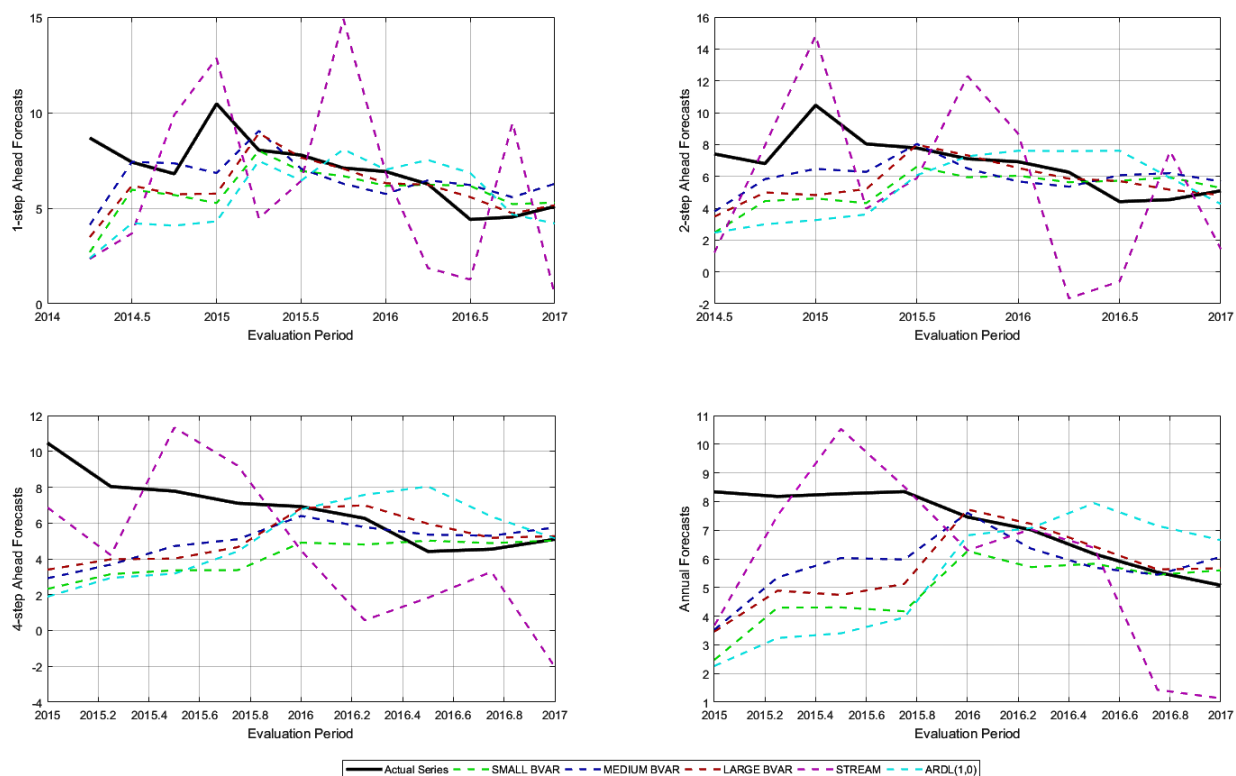 15
10
5
0
1-step Ahead Forecasts
2014 2014.5 2015 2015.5 2016 2016.5 2017
Evaluation Period
16
14
12
10
8
6
4
2
0
-2
2-step Ahead Forecasts
2014.5 2015 2015.5 2016 2016.5 2017
Evaluation Period
12
10
8
6
4
2
0
-2
-4
4-step Ahead Forecasts
2015 2015.2 2015.4 2015.6 2015.8 2016 2016.2 2016.4 2016.6 2016.8 2017
Evaluation Period
11
10
9
8
7
6
5
4
3
2
1
Annual Forecasts
2015 2015.2 2015.4 2015.6 2015.8 2016 2016.2 2016.4 2016.6 2016.8 2017
Evaluation Period
Actual Series SMALL BVAR MEDIUM BVAR LARGE BVAR STREAM ARDL(1,0)